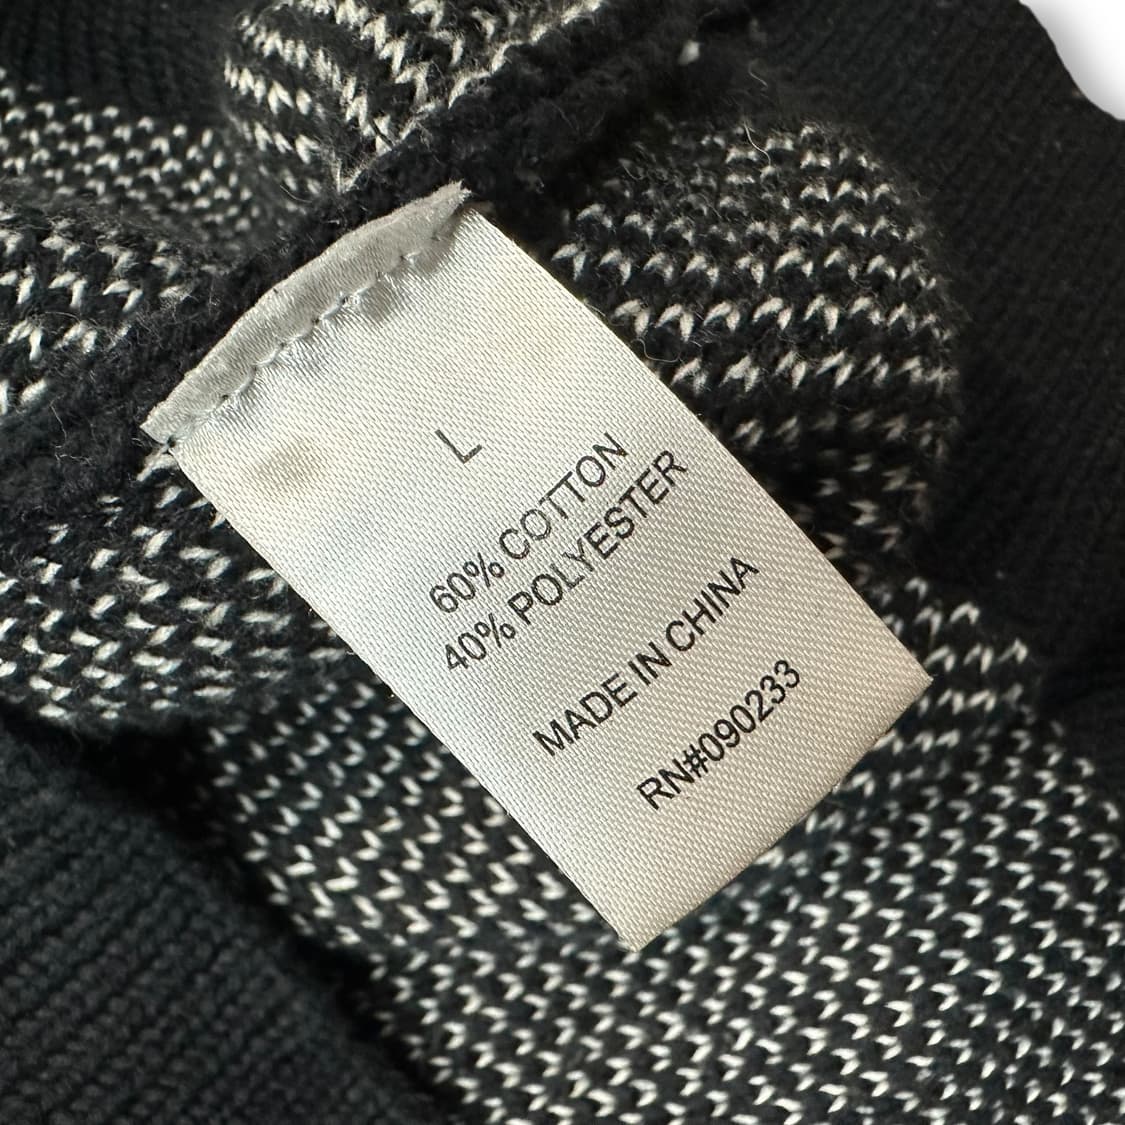 L
60% COTTON
40% POLYESTER
MADE IN CHINA
RN#090233